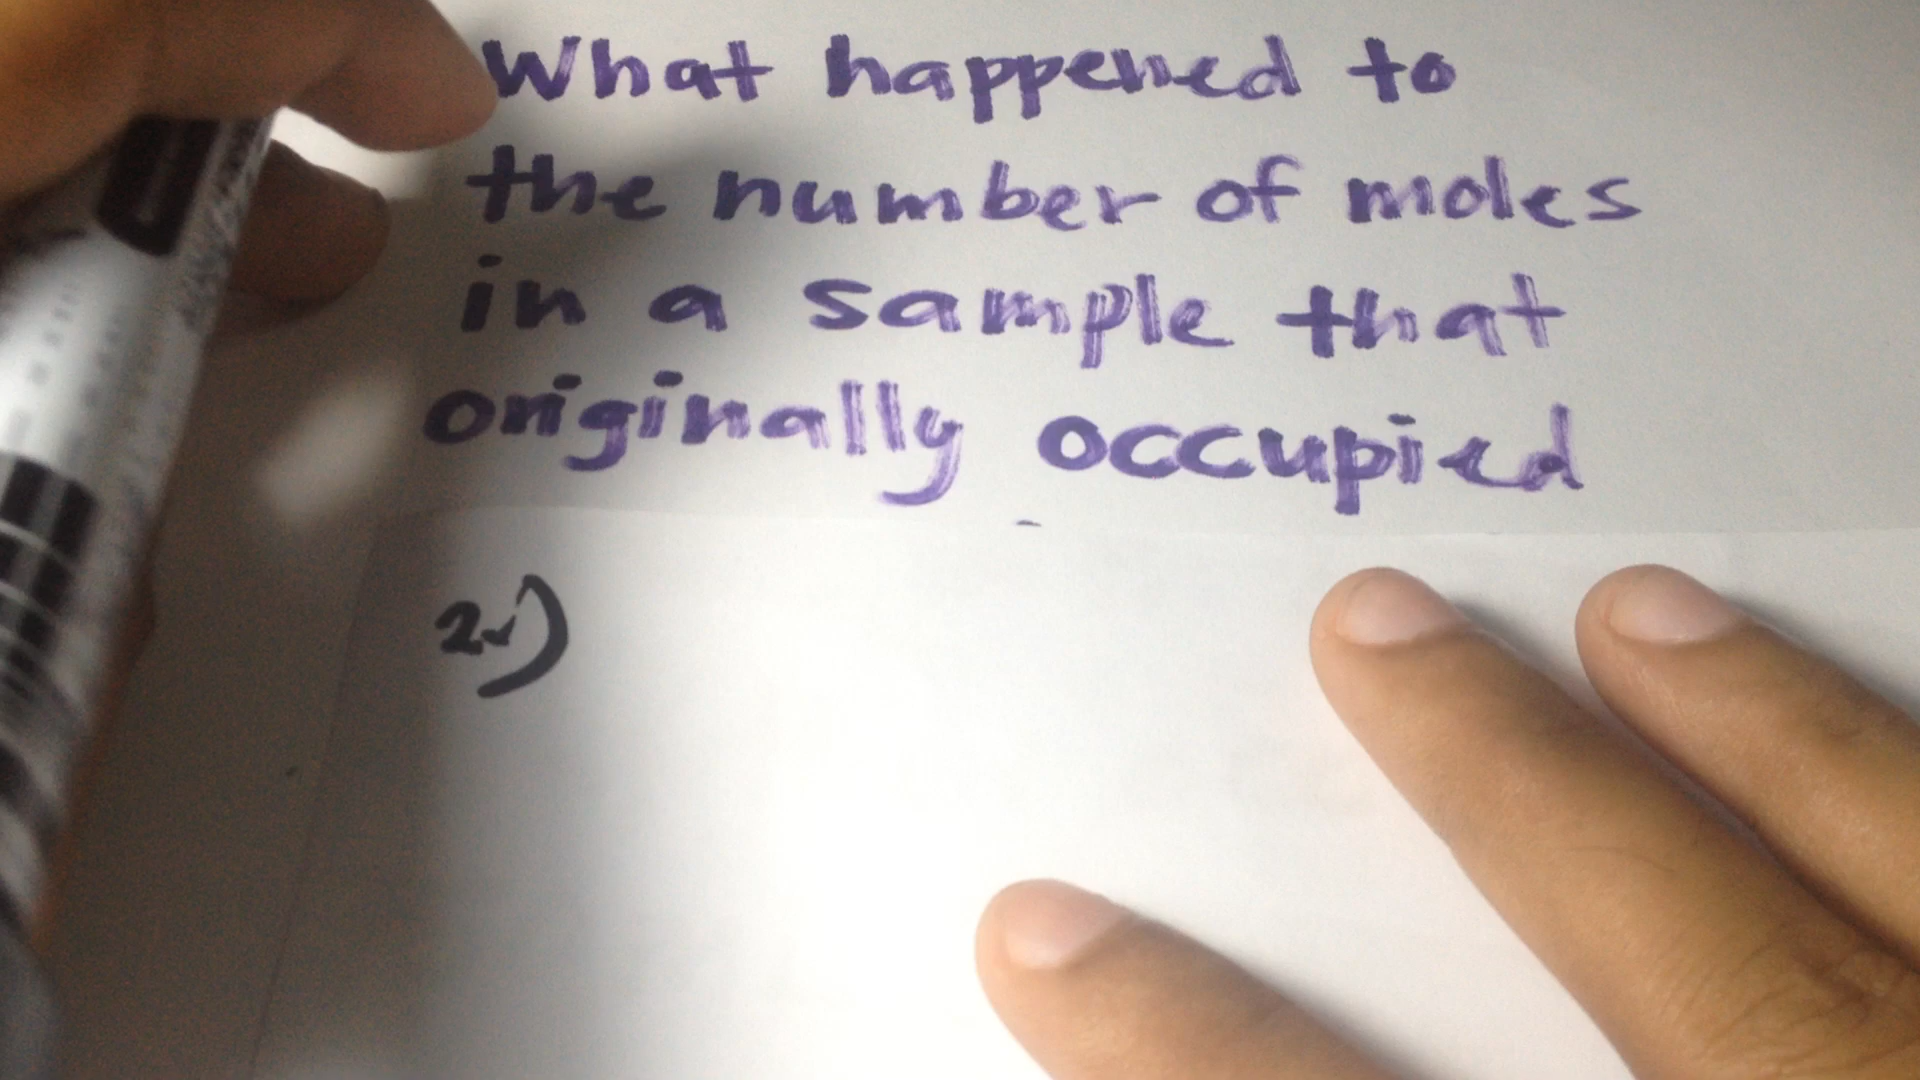 What happened to
the number of moles
in a sample that
originally occupied
2.)